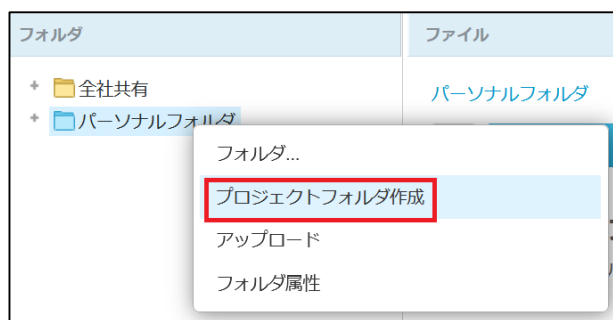 フォルダ
ファイル
全社共有
パーソナルフォルダ
パーソナルフォルダ
フォルダ...
プロジェクトフォルダ作成
アップロード
フォルダ属性